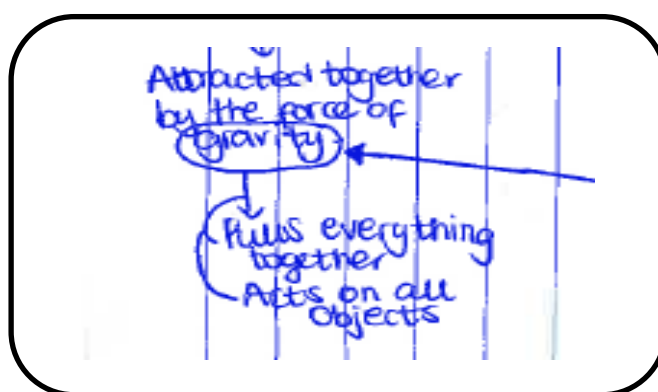 Attracted together
by the force of
gravity.
Pulls everything
together
Acts on all
Objects